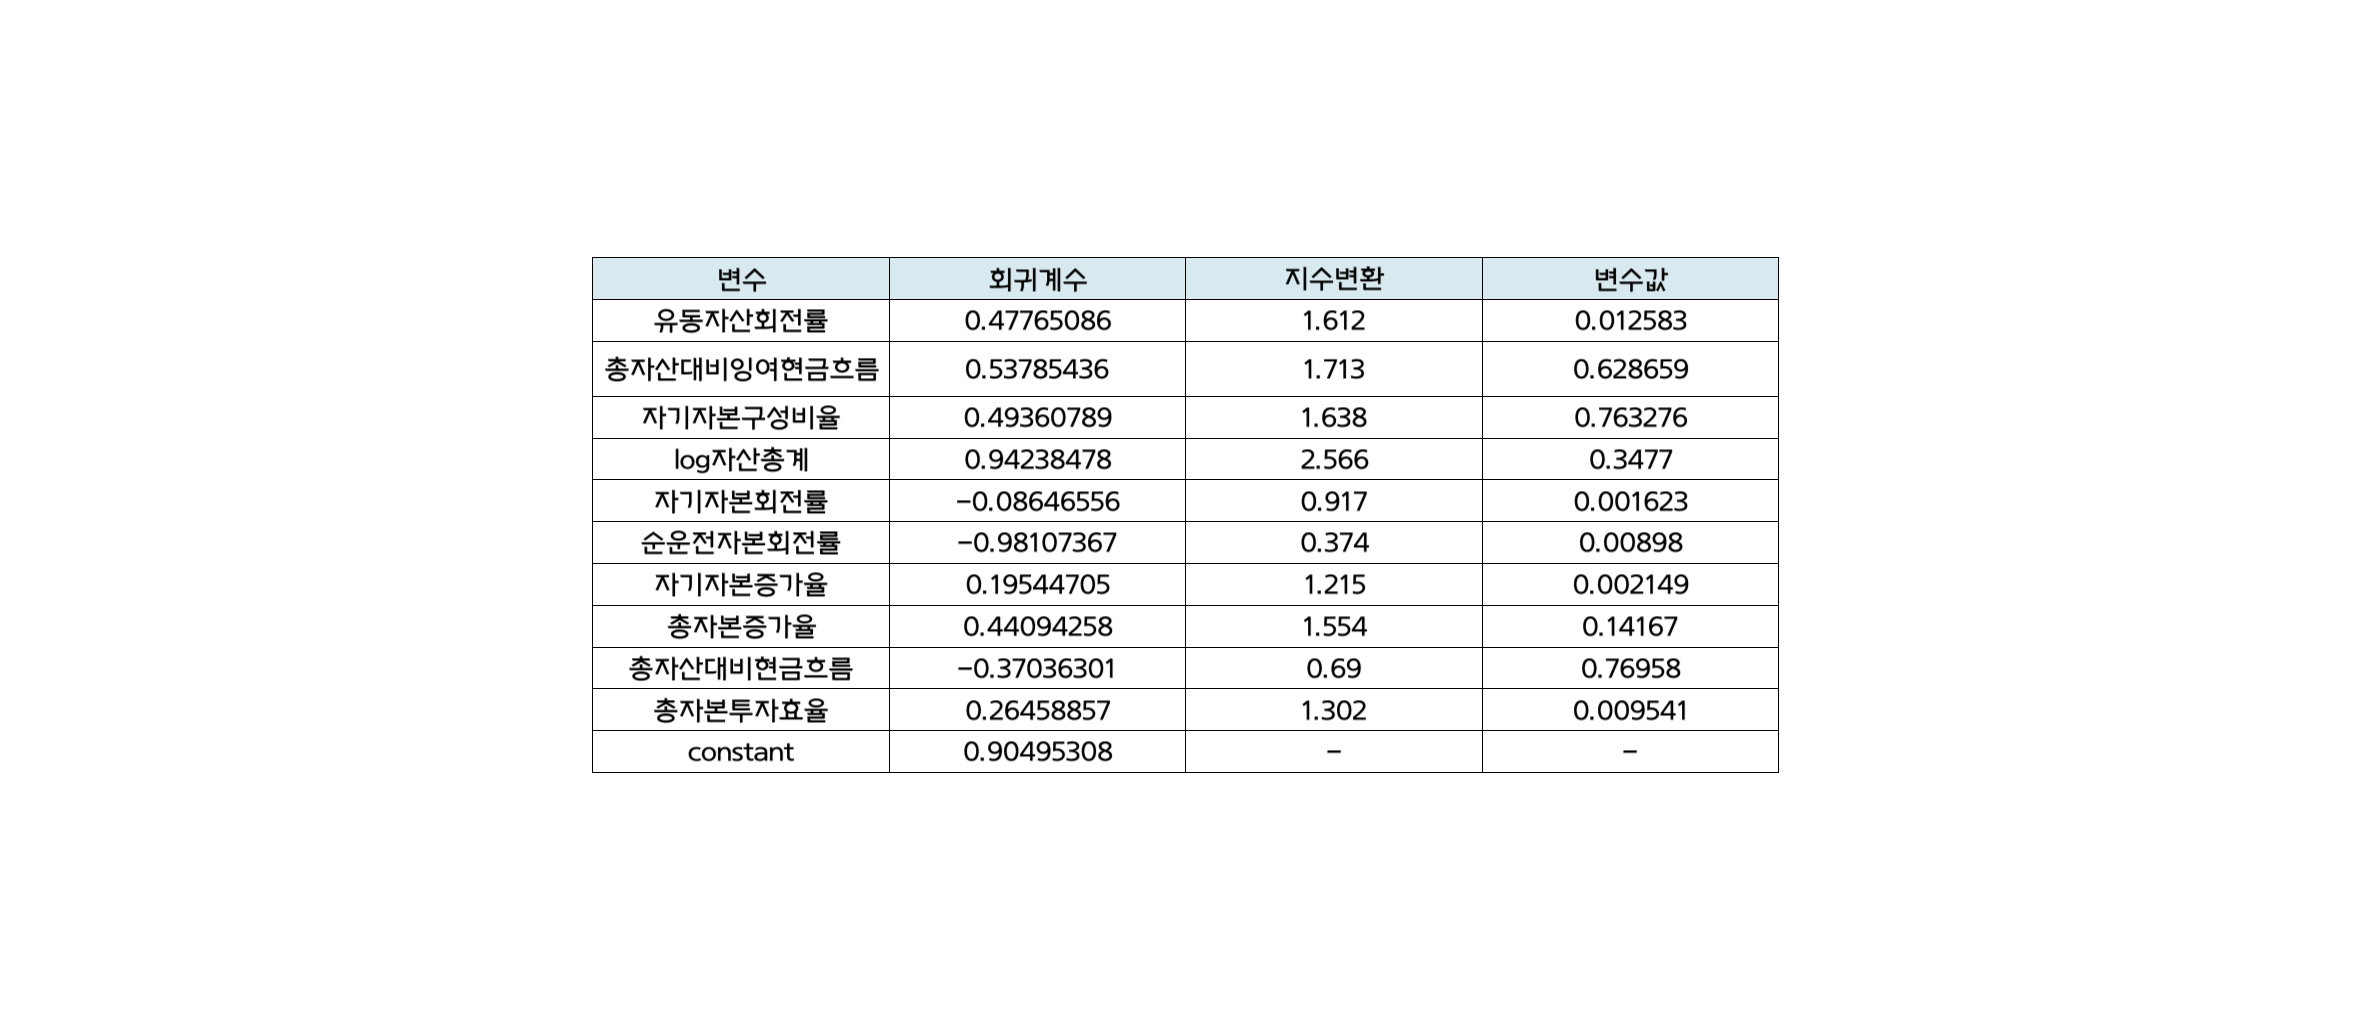 변수 회귀계수 지수변환 변수값
유동자산회전률 0.47765086 1.612 0.012583
총자산대비잉여현금흐름 0.53785436 1.713 0.628659
자기자본구성비율 0.49360789 1.638 0.763276
log자산총계 0.94238478 2.566 0.3477
자기자본회전률 -0.08646556 0.917 0.001623
순운전자본회전률 -0.98107367 0.374 0.00898
자기자본증가율 0.19544705 1.215 0.002149
총자본증가율 0.44094258 1.554 0.14167
총자산대비현금흐름 -0.37036301 0.69 0.76958
총자본투자효율 0.26458857 1.302 0.009541
constant 0.90495308 - -